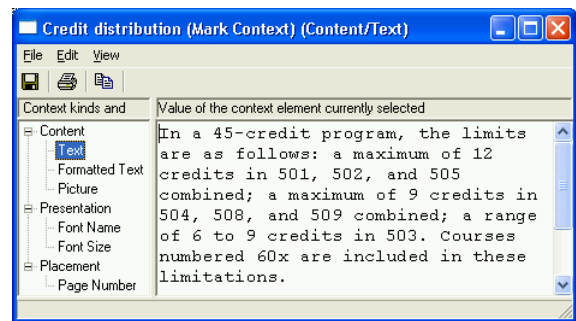 Credit distribution (Mark Context) (Content/Text)
File Edit View
Context kinds and
Value of the context element currently selected
Content
Text
Formatted Text
Picture
Presentation
Font Name
Font Size
Placement
Page Number
In a 45-credit program, the limits
are as follows: a maximum of 12
credits in 501, 502, and 505
combined; a maximum of 9 credits in
504, 508, and 509 combined; a range
of 6 to 9 credits in 503. Courses
numbered 60x are included in these
limitations.